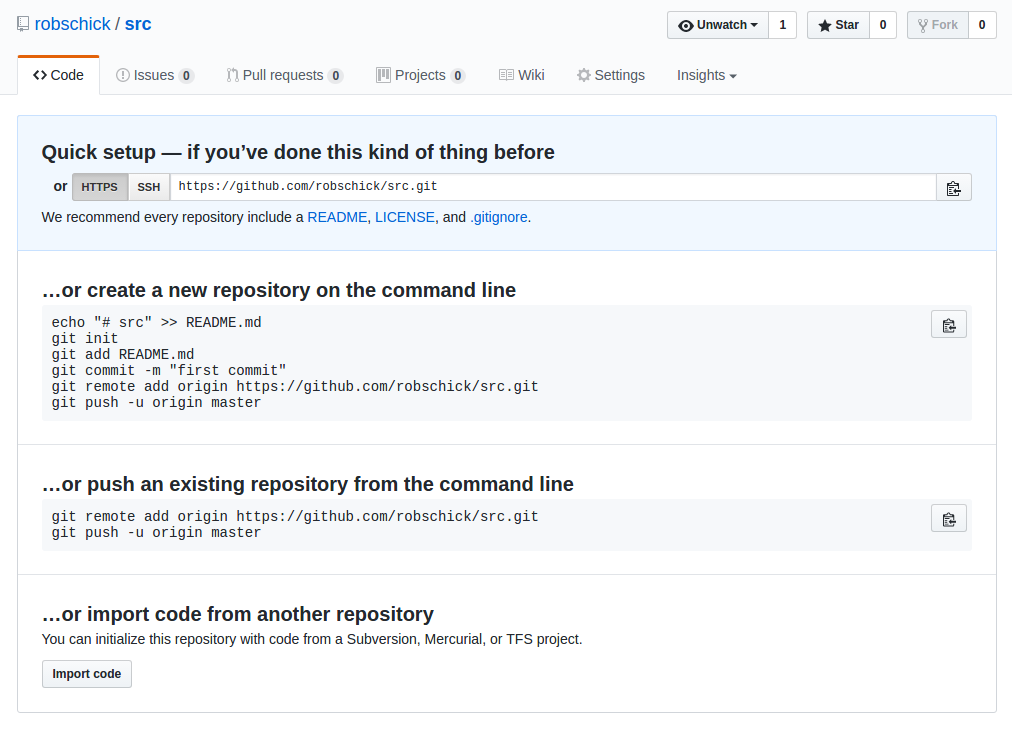 robschick / src
Unwatch 1 Star 0 Fork 0
Code Issues 0 Pull requests 0 Projects 0 Wiki Settings Insights
Quick setup — if you’ve done this kind of thing before
or HTTPS SSH https://github.com/robschick/src.git
We recommend every repository include a README, LICENSE, and .gitignore.
…or create a new repository on the command line
echo "# src" >> README.md
git init
git add README.md
git commit -m "first commit"
git remote add origin https://github.com/robschick/src.git
git push -u origin master
…or push an existing repository from the command line
git remote add origin https://github.com/robschick/src.git
git push -u origin master
…or import code from another repository
You can initialize this repository with code from a Subversion, Mercurial, or TFS project.
Import code